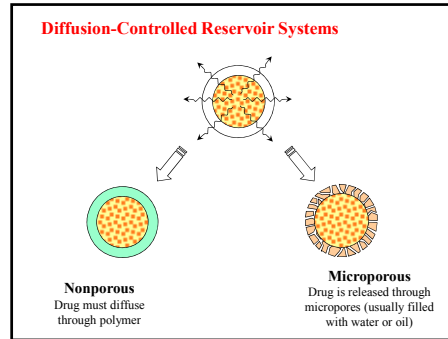 Diffusion-Controlled Reservoir Systems
Nonporous
Drug must diffuse
through polymer
Microporous
Drug is released through
micropores (usually filled
with water or oil)